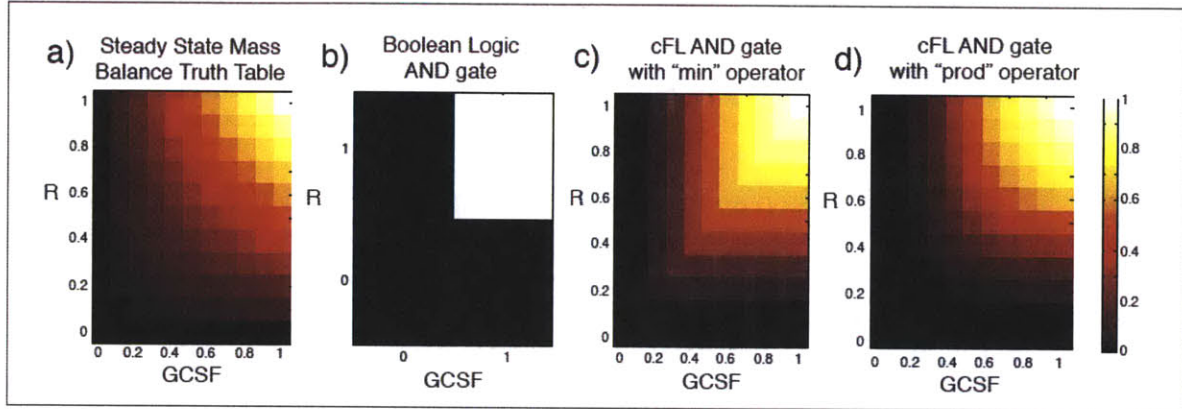 a) Steady State Mass
Balance Truth Table
1
0.8
R 0.6
0.4
0.2
0
0 0.2 0.4 0.6 0.8 1
GCSF
b) Boolean Logic
AND gate
1
R
0
0 1
GCSF
c) cFL AND gate
with "min" operator
1
0.8
R 0.6
0.4
0.2
0
0 0.2 0.4 0.6 0.8 1
GCSF
d) cFL AND gate
with "prod" operator
1
0.8
R 0.6
0.4
0.2
0
0 0.2 0.4 0.6 0.8 1
GCSF
1
0.8
0.6
0.4
0.2
0